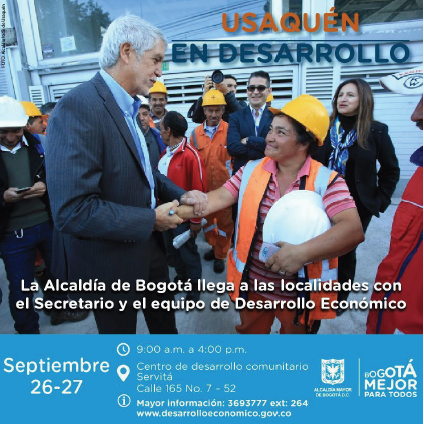 USAQUÉN
EN DESARROLLO
La Alcaldía de Bogotá llega a las localidades con
el Secretario y el equipo de Desarrollo Económico
Septiembre
26-27
9:00 a.m. a 4:00 p.m.
Centro de desarrollo comunitario
Servitá
Calle 165 No. 7 – 52
Mayor información: 3693777 ext: 264
www.desarrolloeconomico.gov.co
ALCALDÍA MAYOR
DE BOGOTÁ D.C.
BOGOTÁ
MEJOR
PARA TODOS